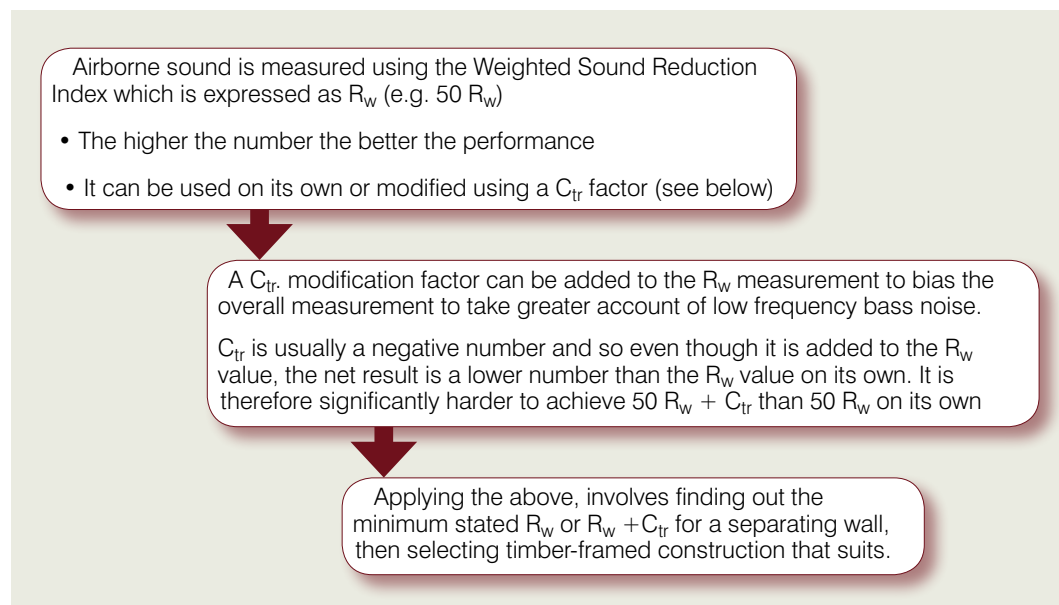 Airborne sound is measured using the Weighted Sound Reduction
Index which is expressed as Rw (e.g. 50 Rw)
• The higher the number the better the performance
• It can be used on its own or modified using a Ctr factor (see below)
A Ctr. modification factor can be added to the Rw measurement to bias the
overall measurement to take greater account of low frequency bass noise.
Ctr is usually a negative number and so even though it is added to the Rw
value, the net result is a lower number than the Rw value on its own. It is
therefore significantly harder to achieve 50 Rw + Ctr than 50 Rw on its own
Applying the above, involves finding out the
minimum stated Rw or Rw +Ctr for a separating wall,
then selecting timber-framed construction that suits.